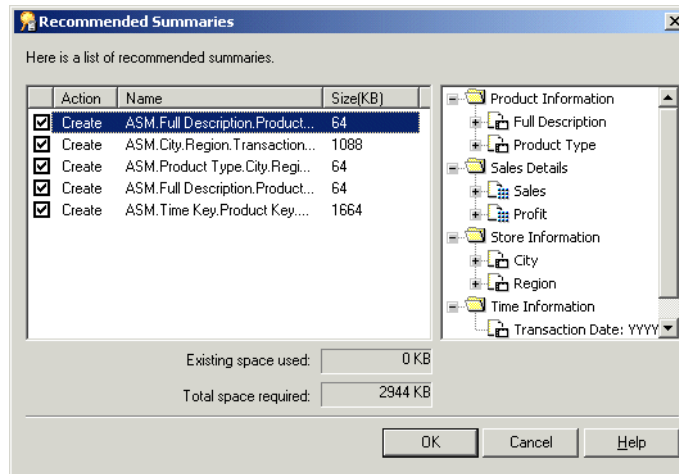 Recommended Summaries
Here is a list of recommended summaries.
Action Name Size(KB)
Create ASM.Full Description.Product... 64
Create ASM.City.Region.Transaction... 1088
Create ASM.Product Type.City.Regi... 64
Create ASM.Full Description.Product... 64
Create ASM.Time Key.Product Key.... 1664
Product Information
Full Description
Product Type
Sales Details
Sales
Profit
Store Information
City
Region
Time Information
Transaction Date: YYYY
Existing space used: 0 KB
Total space required: 2944 KB
OK Cancel Help